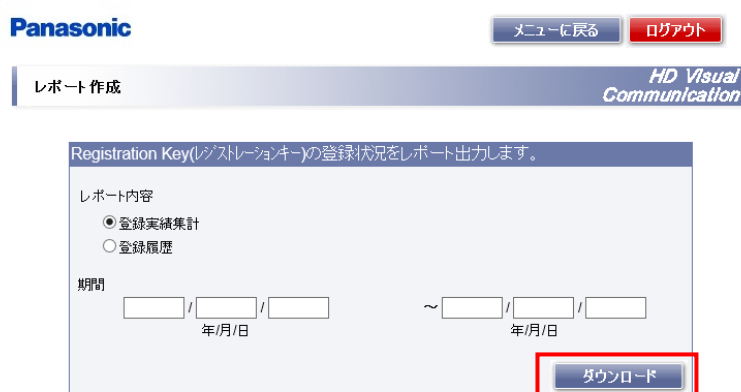 Panasonic
メニューに戻る ログアウト
レポート作成
HD Visual
Communication
Registration Key(レジストレーションキー)の登録状況をレポート出力します。
レポート内容
登録実績集計
登録履歴
期間
/ / ～ / /
年/月/日 年/月/日
ダウンロード